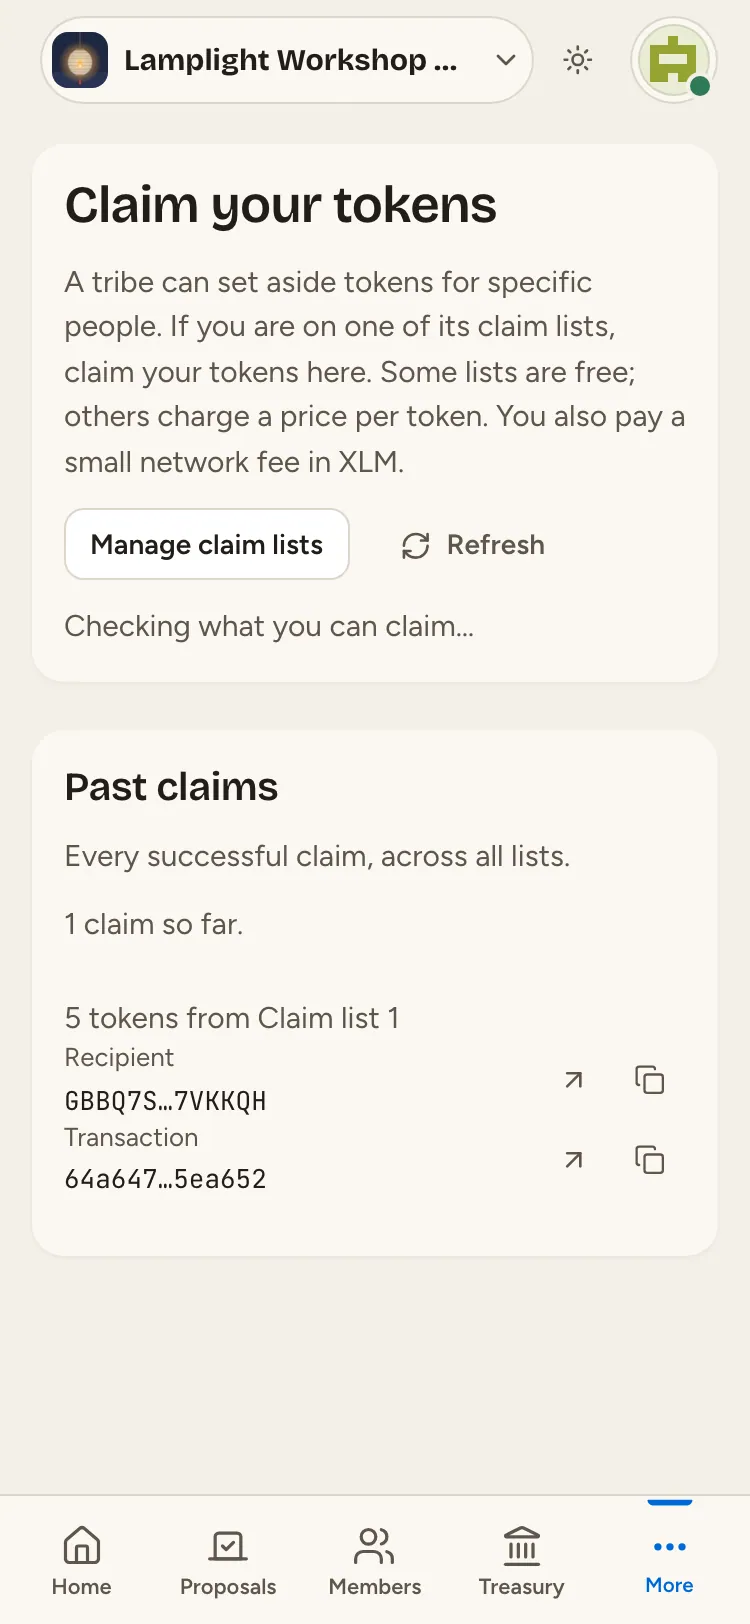 Lamplight Workshop ...
Claim your tokens
A tribe can set aside tokens for specific
people. If you are on one of its claim lists,
claim your tokens here. Some lists are free;
others charge a price per token. You also pay a
small network fee in XLM.
Manage claim lists
Refresh
Checking what you can claim...
Past claims
Every successful claim, across all lists.
1 claim so far.
5 tokens from Claim list 1
Recipient
GBBQ7S…7VKKQH
Transaction
64a647…5ea652
Home
Proposals
Members
Treasury
More